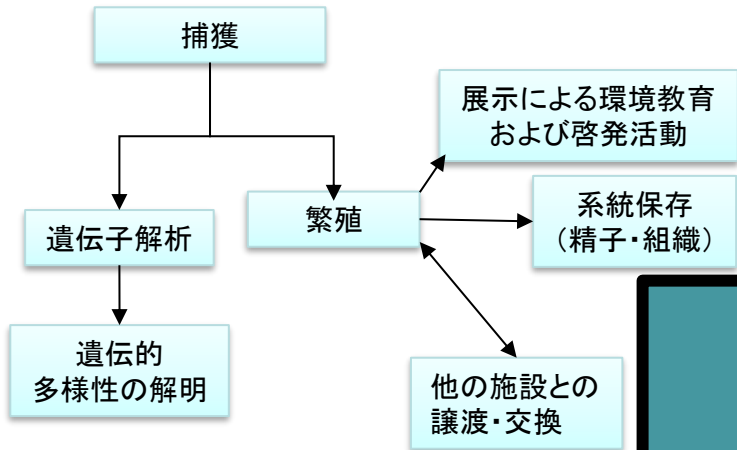 捕獲
展示による環境教育
および啓発活動
繁殖
系統保存
（精子・組織）
遺伝子解析
遺伝的
多様性の解明
他の施設との
譲渡・交換